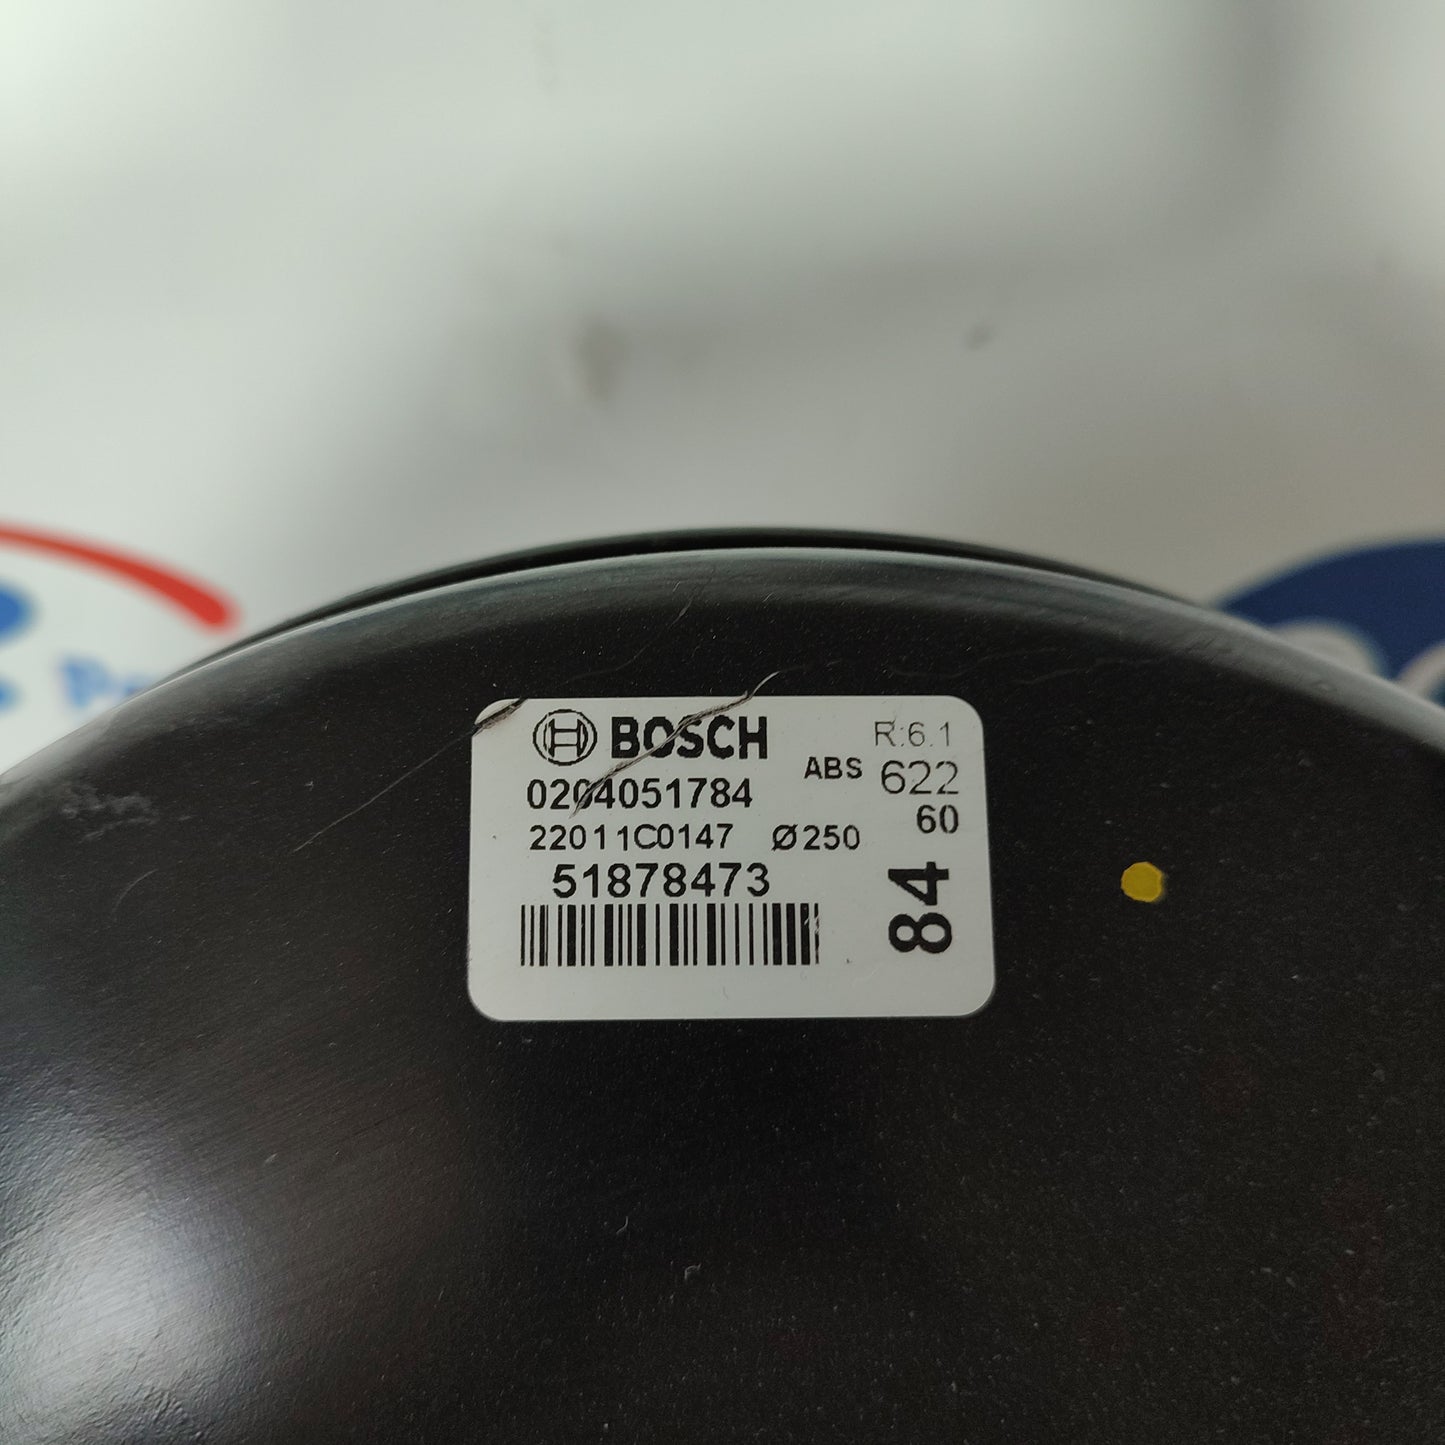 BOSCH
R:6.1
ABS 622
0204051784
60
22011C0147 Ø250
51878473
84